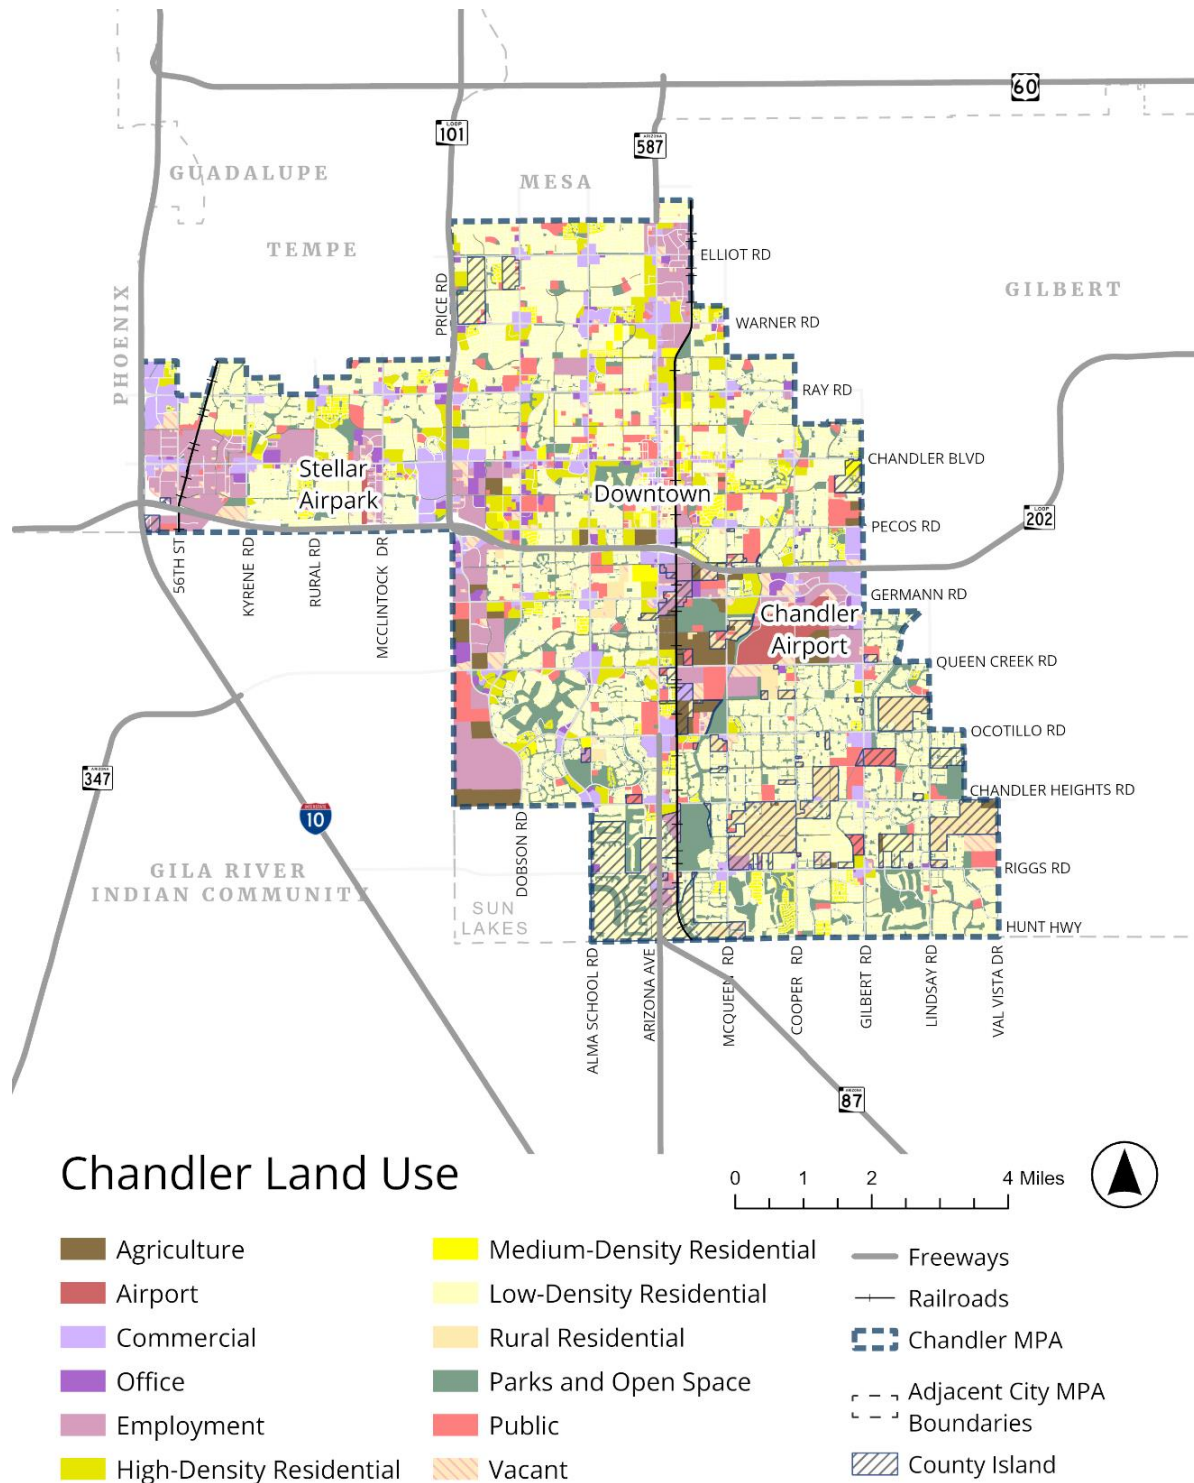 60
LOOP
101
ARIZONA
587
GUADALUPE
MESA
TEMPE
ELLIOT RD
PRICE RD
GILBERT
PHOENIX
WARNER RD
RAY RD
CHANDLER BLVD
Stellar
Airpark
Downtown
LOOP
202
PECOS RD
56TH ST
KYRENE RD
RURAL RD
MCCLINTOCK DR
GERMANN RD
Chandler
Airport
QUEEN CREEK RD
OCOTILLO RD
ARIZONA
347
INTERSTATE
10
CHANDLER HEIGHTS RD
DOBSON RD
GILA RIVER
INDIAN COMMUNITY
RIGGS RD
SUN
LAKES
HUNT HWY
ALMA SCHOOL RD
ARIZONA AVE
MCQUEEN RD
COOPER RD
GILBERT RD
LINDSAY RD
VAL VISTA DR
ARIZONA
87
Chandler Land Use
0 1 2 4 Miles
Agriculture
Airport
Commercial
Office
Employment
High-Density Residential
Medium-Density Residential
Low-Density Residential
Rural Residential
Parks and Open Space
Public
Vacant
Freeways
Railroads
Chandler MPA
Adjacent City MPA
Boundaries
County Island